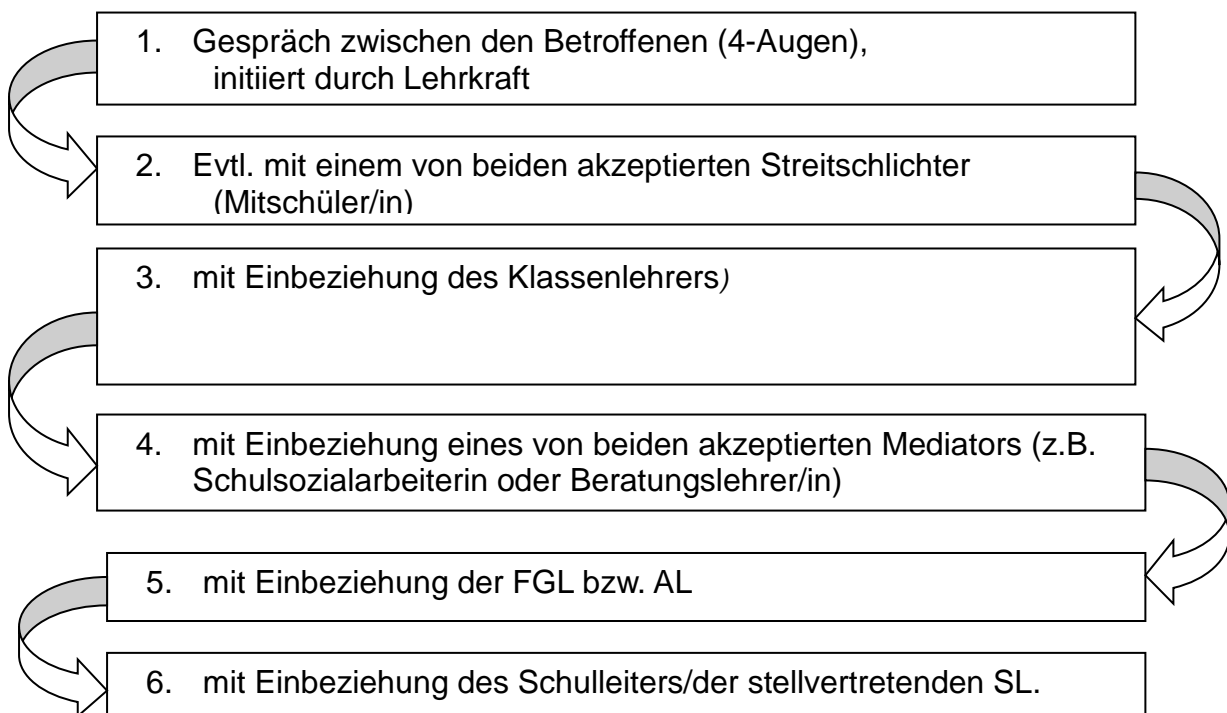 1. Gespräch zwischen den Betroffenen (4-Augen),
initiiert durch Lehrkraft
2. Evtl. mit einem von beiden akzeptierten Streitschlichter
(Mitschüler/in)
3. mit Einbeziehung des Klassenlehrers)
4. mit Einbeziehung eines von beiden akzeptierten Mediators (z.B.
Schulsozialarbeiterin oder Beratungslehrer/in)
5. mit Einbeziehung der FGL bzw. AL
6. mit Einbeziehung des Schulleiters/der stellvertretenden SL.